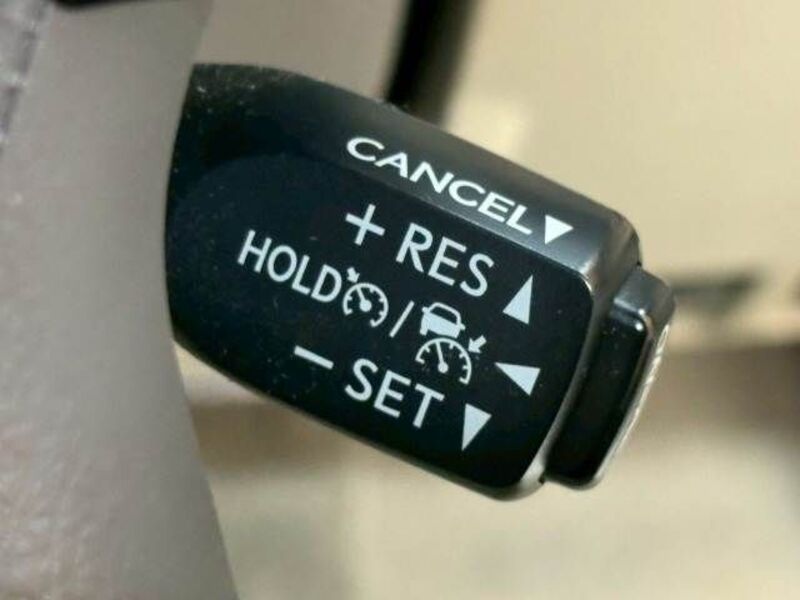 CANCEL▼
+ RES ▲
HOLD /
− SET ▼